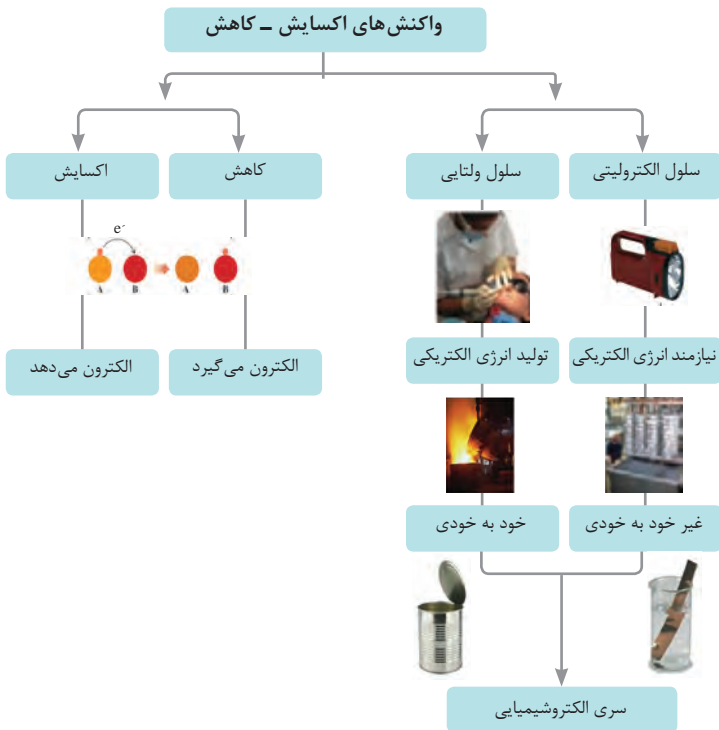 واکنش‌های اکسایش ــ کاهش
سلول الکترولیتی
سلول ولتایی
کاهش
اکسایش
e⁻
A B A B
نیازمند انرژی الکتریکی
تولید انرژی الکتریکی
الکترون می‌گیرد
الکترون می‌دهد
غیر خود به خودی
خود به خودی
سری الکتروشیمیایی